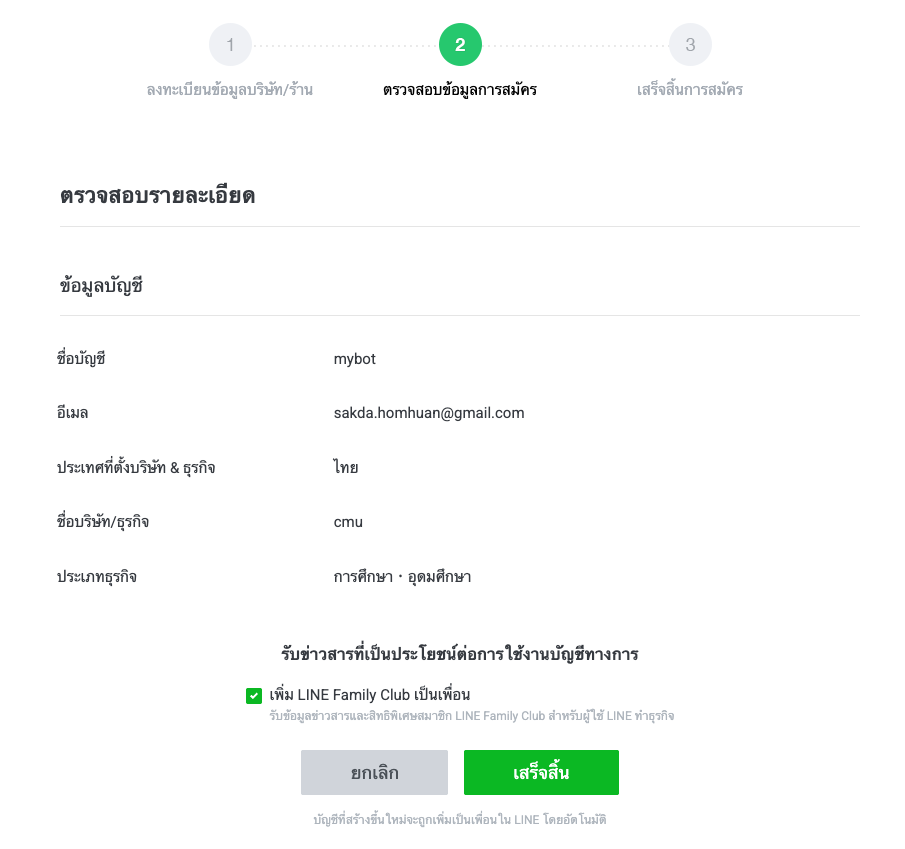 1
2
3
ลงทะเบียนข้อมูลบริษัท/ร้าน
ตรวจสอบข้อมูลการสมัคร
เสร็จสิ้นการสมัคร
ตรวจสอบรายละเอียด
ข้อมูลบัญชี
ชื่อบัญชี mybot
อีเมล sakda.homhuan@gmail.com
ประเทศที่ตั้งบริษัท & ธุรกิจ ไทย
ชื่อบริษัท/ธุรกิจ cmu
ประเภทธุรกิจ การศึกษา · อุดมศึกษา
รับข่าวสารที่เป็นประโยชน์ต่อการใช้งานบัญชีทางการ
เพิ่ม LINE Family Club เป็นเพื่อน
รับข้อมูลข่าวสารและสิทธิพิเศษสมาชิก LINE Family Club สำหรับผู้ใช้ LINE ทำธุรกิจ
ยกเลิก เสร็จสิ้น
บัญชีที่สร้างขึ้นใหม่จะถูกเพิ่มเป็นเพื่อนใน LINE โดยอัตโนมัติ